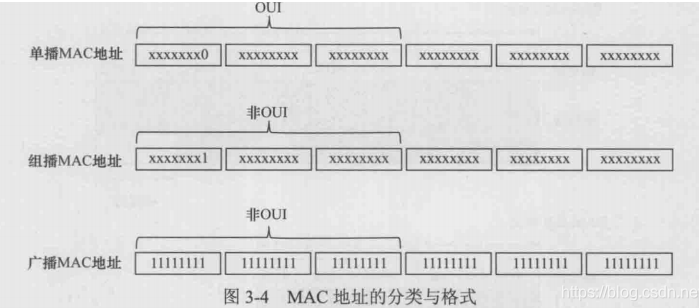 OUI
单播MAC地址 xxxxxxx0 xxxxxxxx xxxxxxxx xxxxxxxx xxxxxxxx xxxxxxxx
非OUI
组播MAC地址 xxxxxxx1 xxxxxxxx xxxxxxxx xxxxxxxx xxxxxxxx xxxxxxxx
非OUI
广播MAC地址 11111111 11111111 11111111 11111111 11111111 11111111
图 3-4 MAC 地址的分类与格式
https://blog.csdn.ne